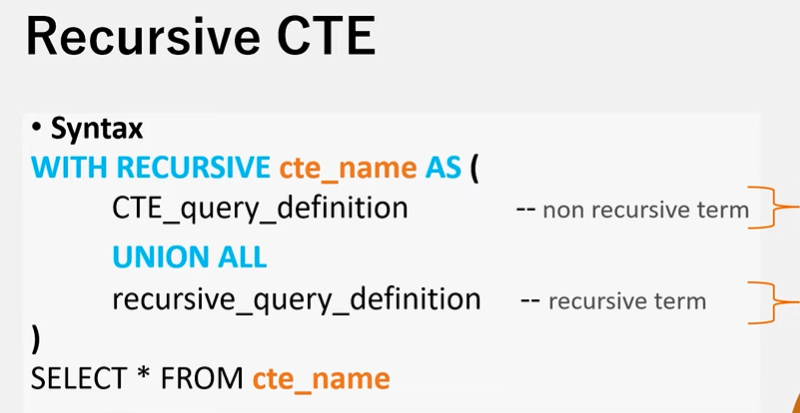 Recursive CTE
• Syntax
WITH RECURSIVE cte_name AS (
CTE_query_definition -- non recursive term
UNION ALL
recursive_query_definition -- recursive term
)
SELECT * FROM cte_name